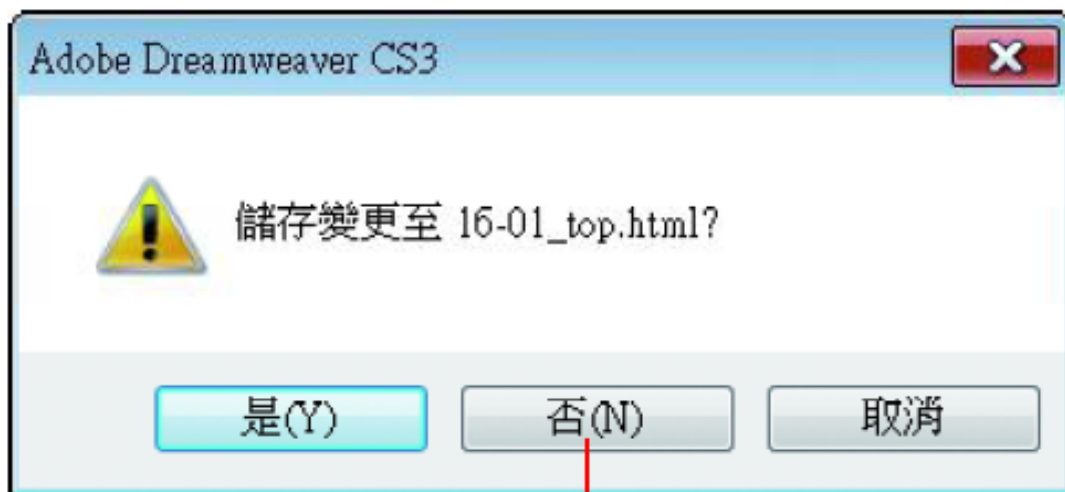 Adobe Dreamweaver CS3
儲存變更至 16-01_top.html?
是(Y) 否(N) 取消